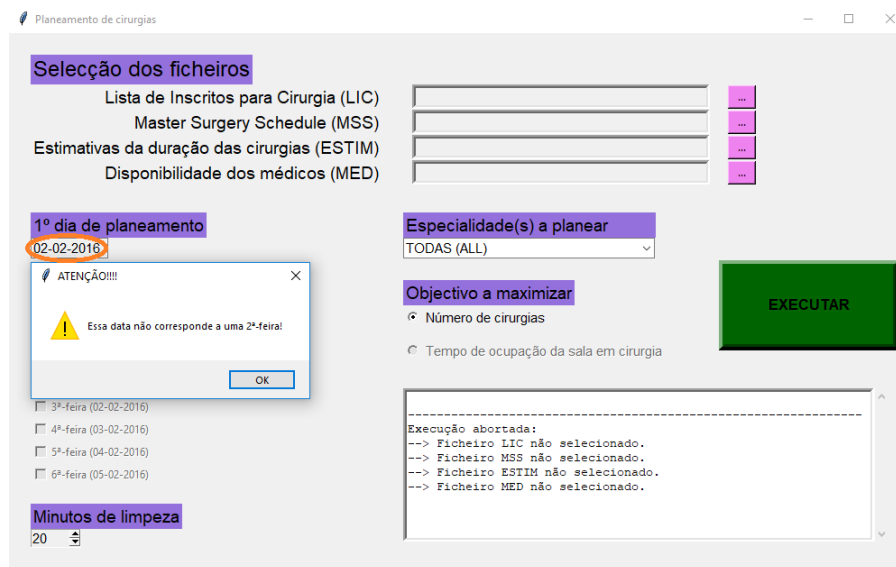 Planeamento de cirurgias
Selecção dos ficheiros
Lista de Inscritos para Cirurgia (LIC)
...
Master Surgery Schedule (MSS)
...
Estimativas da duração das cirurgias (ESTIM)
...
Disponibilidade dos médicos (MED)
...
1º dia de planeamento
02-02-2016
ATENÇÃO!!!!
Essa data não corresponde a uma 2ª-feira!
OK
3ª-feira (02-02-2016)
4ª-feira (03-02-2016)
5ª-feira (04-02-2016)
6ª-feira (05-02-2016)
Minutos de limpeza
20
Especialidade(s) a planear
TODAS (ALL)
Objectivo a maximizar
Número de cirurgias
Tempo de ocupação da sala em cirurgia
EXECUTAR
----------------------------------------------------------------
Execução abortada:
--> Ficheiro LIC não selecionado.
--> Ficheiro MSS não selecionado.
--> Ficheiro ESTIM não selecionado.
--> Ficheiro MED não selecionado.